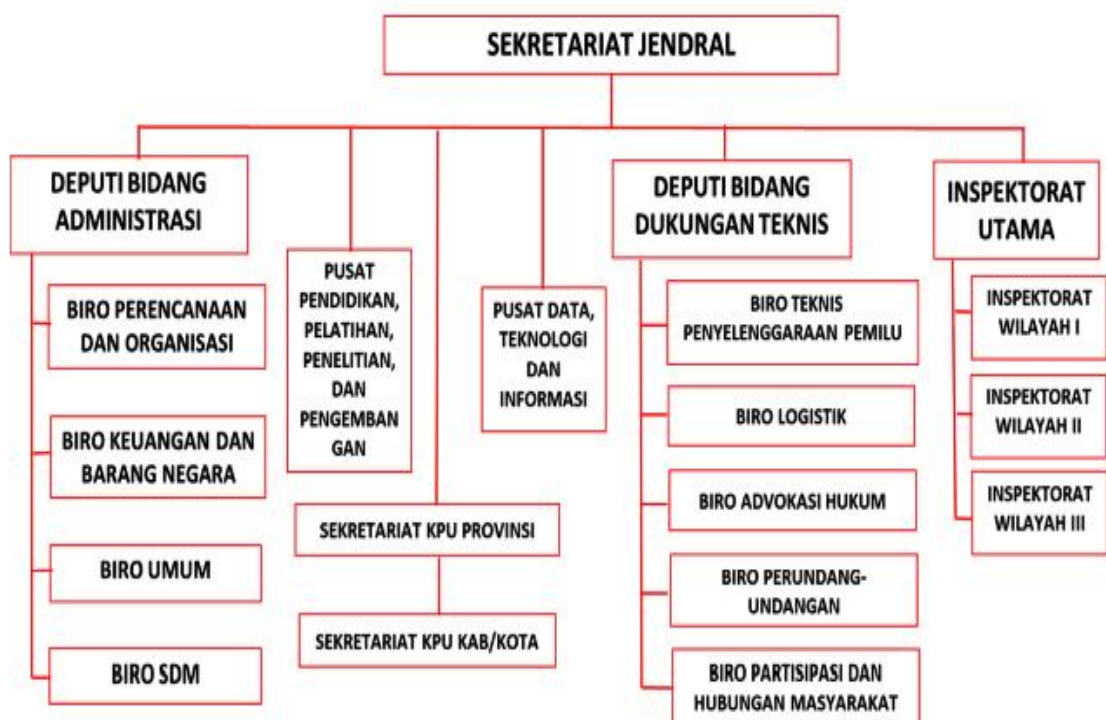 SEKRETARIAT JENDRAL
DEPUTI BIDANG
ADMINISTRASI
BIRO PERENCANAAN
DAN ORGANISASI
BIRO KEUANGAN DAN
BARANG NEGARA
BIRO UMUM
BIRO SDM
PUSAT
PENDIDIKAN,
PELATIHAN,
PENELITIAN,
DAN
PENGEMBAN
GAN
SEKRETARIAT KPU PROVINSI
SEKRETARIAT KPU KAB/KOTA
PUSAT DATA,
TEKNOLOGI
DAN
INFORMASI
DEPUTI BIDANG
DUKUNGAN TEKNIS
BIRO TEKNIS
PENYELENGGARAAN PEMILU
BIRO LOGISTIK
BIRO ADVOKASI HUKUM
BIRO PERUNDANG-
UNDANGAN
BIRO PARTISIPASI DAN
HUBUNGAN MASYARAKAT
INSPEKTORAT
UTAMA
INSPEKTORAT
WILAYAH I
INSPEKTORAT
WILAYAH II
INSPEKTORAT
WILAYAH III